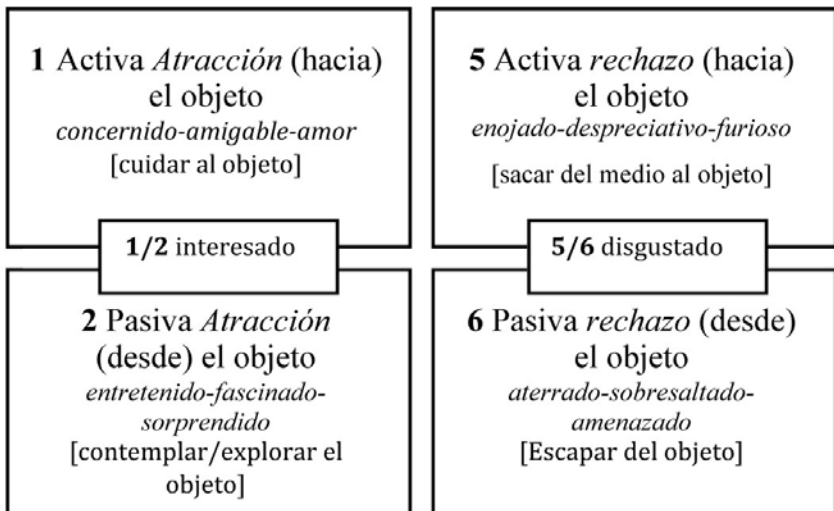 1 Activa Atracción (hacia)
el objeto
concernido-amigable-amor
[cuidar al objeto]
5 Activa rechazo (hacia)
el objeto
enojado-despreciativo-furioso
[sacar del medio al objeto]
1/2 interesado
5/6 disgustado
2 Pasiva Atracción
(desde) el objeto
entretenido-fascinado-
sorprendido
[contemplar/explorar el
objeto]
6 Pasiva rechazo (desde)
el objeto
aterrado-sobresaltado-
amenazado
[Escapar del objeto]